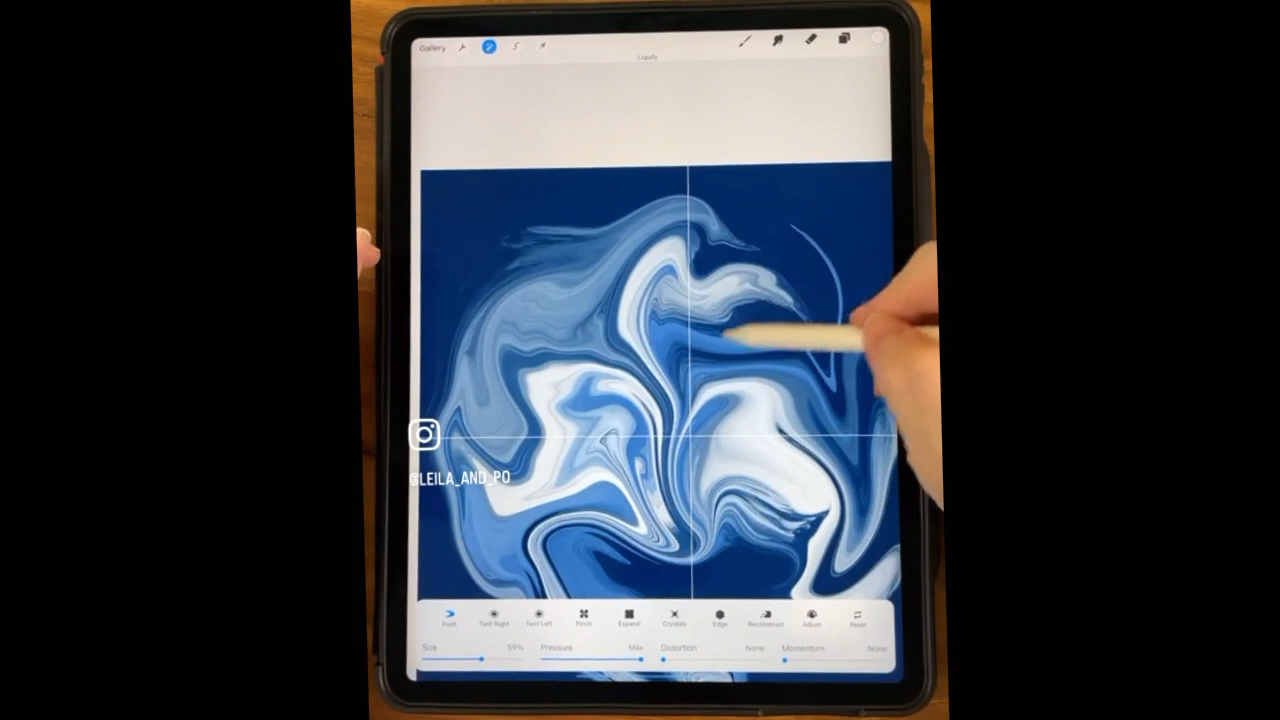 Gallery
Liquify
@LEILA_AND_PO
Push Twirl Right Twirl Left Pinch Expand Crystals Edge Reconstruct Adjust Reset
Size 59% Pressure Max Distortion None Momentum None